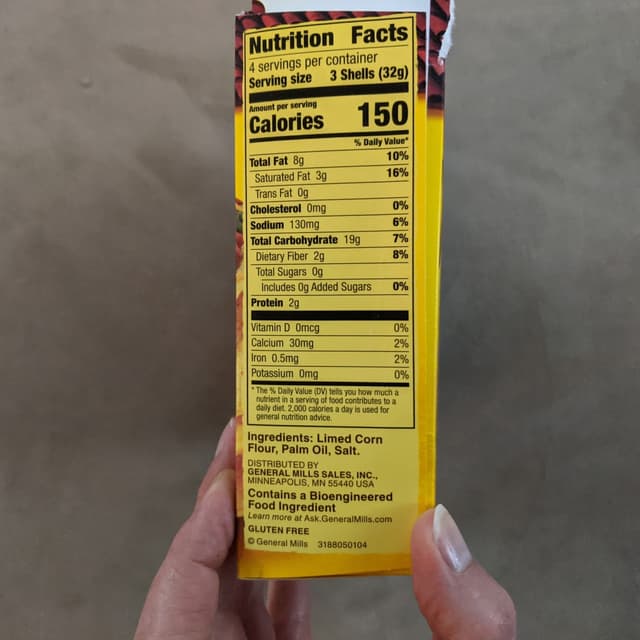 Nutrition Facts
4 servings per container
Serving size 3 Shells (32g)
Amount per serving
Calories 150
% Daily Value*
Total Fat 8g 10%
Saturated Fat 3g 16%
Trans Fat 0g
Cholesterol 0mg 0%
Sodium 130mg 6%
Total Carbohydrate 19g 7%
Dietary Fiber 2g 8%
Total Sugars 0g
Includes 0g Added Sugars 0%
Protein 2g
Vitamin D 0mcg 0%
Calcium 30mg 2%
Iron 0.5mg 2%
Potassium 0mg 0%
* The % Daily Value (DV) tells you how much a
nutrient in a serving of food contributes to a
daily diet. 2,000 calories a day is used for
general nutrition advice.
Ingredients: Limed Corn
Flour, Palm Oil, Salt.
DISTRIBUTED BY
GENERAL MILLS SALES, INC.,
MINNEAPOLIS, MN 55440 USA
Contains a Bioengineered
Food Ingredient
Learn more at Ask.GeneralMills.com
GLUTEN FREE
© General Mills 3188050104